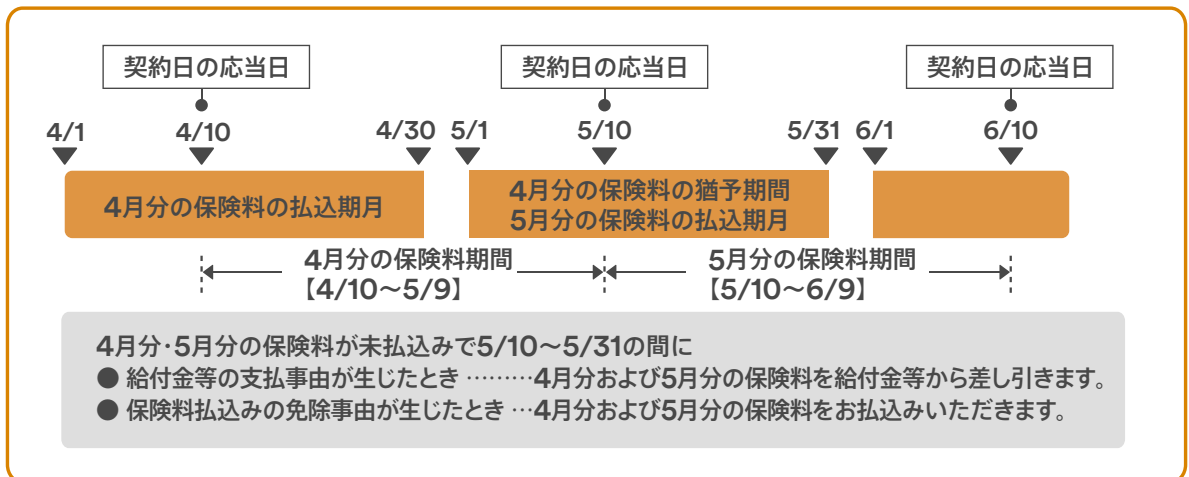 契約日の応当日 契約日の応当日 契約日の応当日
4/1 4/10 4/30 5/1 5/10 5/31 6/1 6/10
4月分の保険料の払込期月
4月分の保険料の猶予期間
5月分の保険料の払込期月
4月分の保険料期間
【4/10～5/9】
5月分の保険料期間
【5/10～6/9】
4月分・5月分の保険料が未払込みで5/10～5/31の間に
● 給付金等の支払事由が生じたとき ………4月分および5月分の保険料を給付金等から差し引きます。
● 保険料払込みの免除事由が生じたとき …4月分および5月分の保険料をお払込みいただきます。